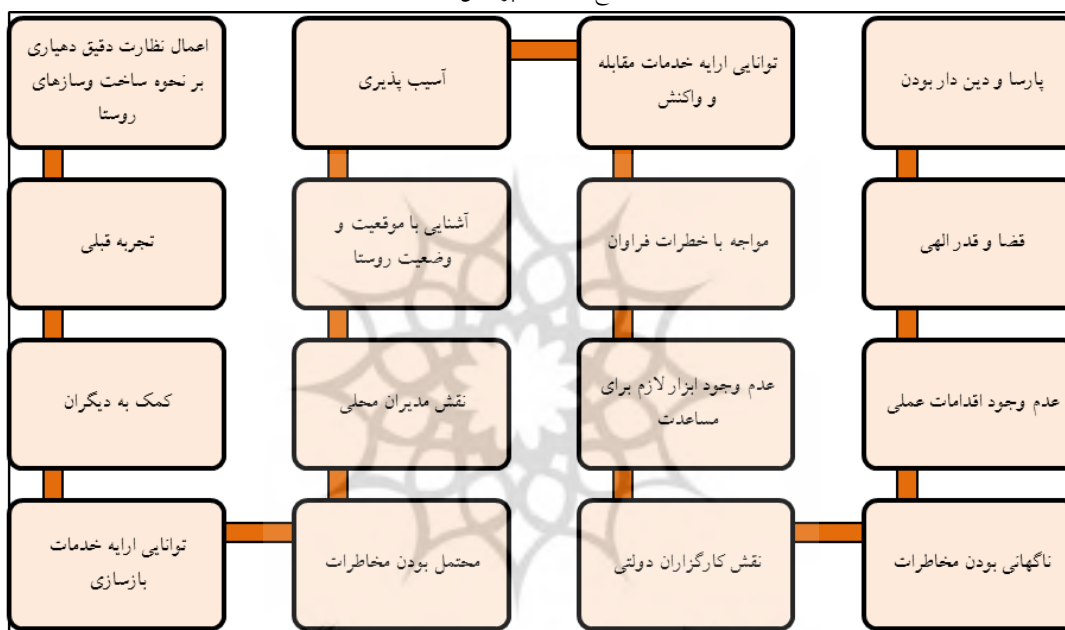 پارسا و دین دار بودن
توانایی ارایه خدمات مقابله
و واکنش
آسیب پذیری
اعمال نظارت دقیق دهیاری
بر نحوه ساخت وسازهای
روستا
قضا و قدر الهی
مواجه با خطرات فراوان
آشنایی با موقعیت و
وضعیت روستا
تجربه قبلی
عدم وجود اقدامات عملی
عدم وجود ابزار لازم برای
مساعدت
نقش مدیران محلی
کمک به دیگران
ناگهانی بودن مخاطرات
نقش کارگزاران دولتی
محتمل بودن مخاطرات
توانایی ارایه خدمات
بازسازی